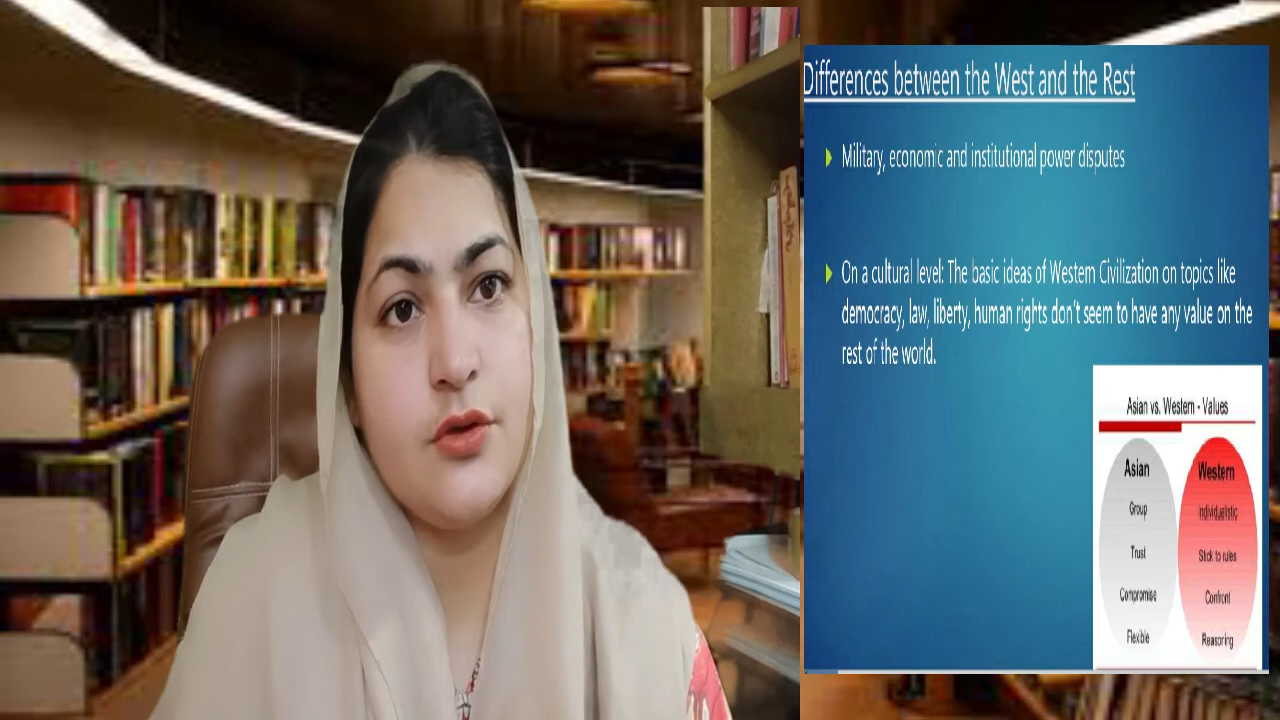 Differences between the West and the Rest
Military, economic and institutional power disputes
On a cultural level: The basic ideas of Western Civilization on topics like
democracy, law, liberty, human rights don't seem to have any value on the
rest of the world.
Asian vs. Western - Values
Asian
Group
Trust
Compromise
Flexible
Western
Individualistic
Stick to rules
Confront
Reasoning